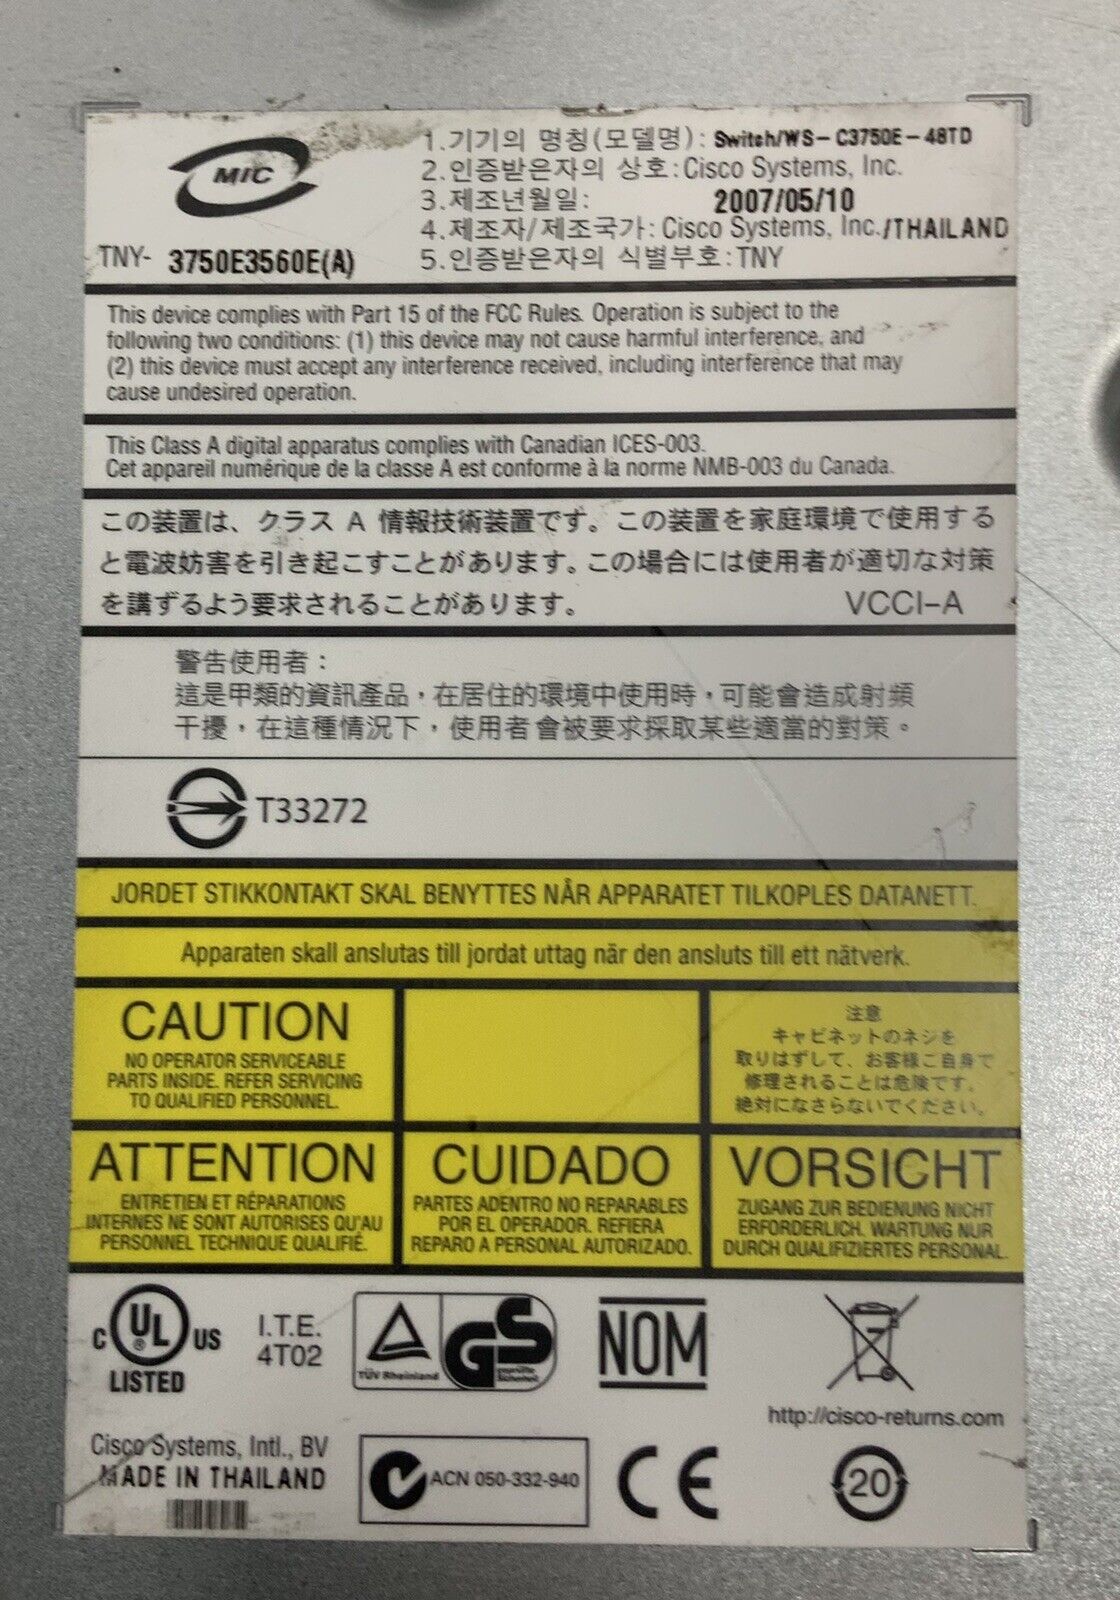 MIC
TNY- 3750E3560E(A)
1.기기의 명칭(모델명): Switch/WS-C3750E-48TD
2.인증받은자의 상호:Cisco Systems, Inc.
3.제조년월일: 2007/05/10
4.제조자/제조국가: Cisco Systems, Inc./THAILAND
5.인증받은자의 식별부호:TNY
This device complies with Part 15 of the FCC Rules. Operation is subject to the
following two conditions: (1) this device may not cause harmful interference, and
(2) this device must accept any interference received, including interference that may
cause undesired operation.
This Class A digital apparatus complies with Canadian ICES-003.
Cet appareil numérique de la classe A est conforme à la norme NMB-003 du Canada.
この装置は、クラス A 情報技術装置です。この装置を家庭環境で使用する
と電波妨害を引き起こすことがあります。この場合には使用者が適切な対策
を講ずるよう要求されることがあります。 VCCI-A
警告使用者：
這是甲類的資訊產品，在居住的環境中使用時，可能會造成射頻
干擾，在這種情況下，使用者會被要求採取某些適當的對策。
T33272
JORDET STIKKONTAKT SKAL BENYTTES NÅR APPARATET TILKOPLES DATANETT.
Apparaten skall anslutas till jordat uttag när den ansluts till ett nätverk.
CAUTION
NO OPERATOR SERVICEABLE
PARTS INSIDE. REFER SERVICING
TO QUALIFIED PERSONNEL.
注意
キャビネットのネジを
取りはずして、お客様ご自身で
修理されることは危険です。
絶対になさらないでください。
ATTENTION
ENTRETIEN ET RÉPARATIONS
INTERNES NE SONT AUTORISES QU'AU
PERSONNEL TECHNIQUE QUALIFIÉ.
CUIDADO
PARTES ADENTRO NO REPARABLES
POR EL OPERADOR. REFIERA
REPARO A PERSONAL AUTORIZADO.
VORSICHT
ZUGANG ZUR BEDIENUNG NICHT
ERFORDERLICH. WARTUNG NUR
DURCH QUALIFIZIERTES PERSONAL.
C UL ® US
LISTED
I.T.E.
4T02
TÜV Rheinland
GS
geprüfte
Sicherheit
NOM
http://cisco-returns.com
Cisco Systems, Intl., BV
MADE IN THAILAND
ACN 050-332-940
CE
20